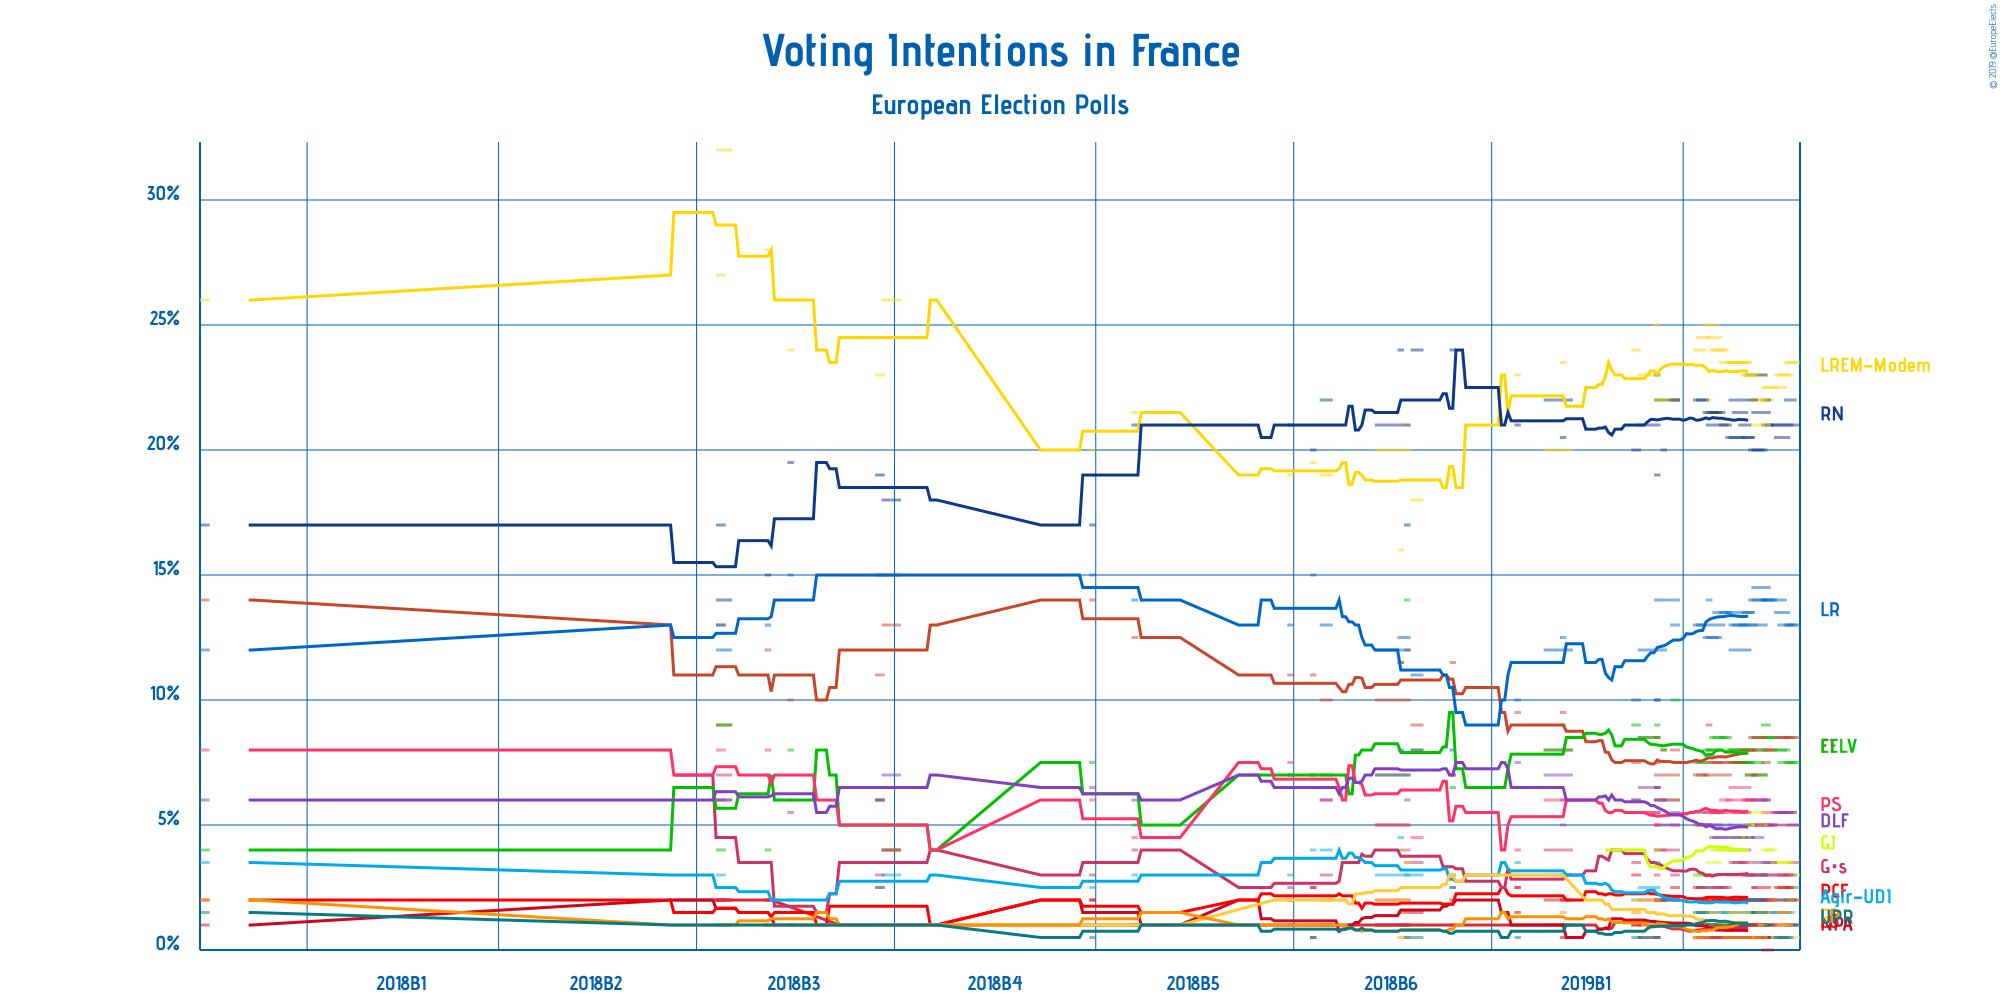 © 2019 @EuropeElects
Voting Intentions in France
European Election Polls
30%
25%
20%
15%
10%
5%
0%
LREM-Modem
RN
LR
EELV
PS
DLF
GJ
G·s
PCF
Agir-UDI
UPR
NPA
2018B1
2018B2
2018B3
2018B4
2018B5
2018B6
2019B1